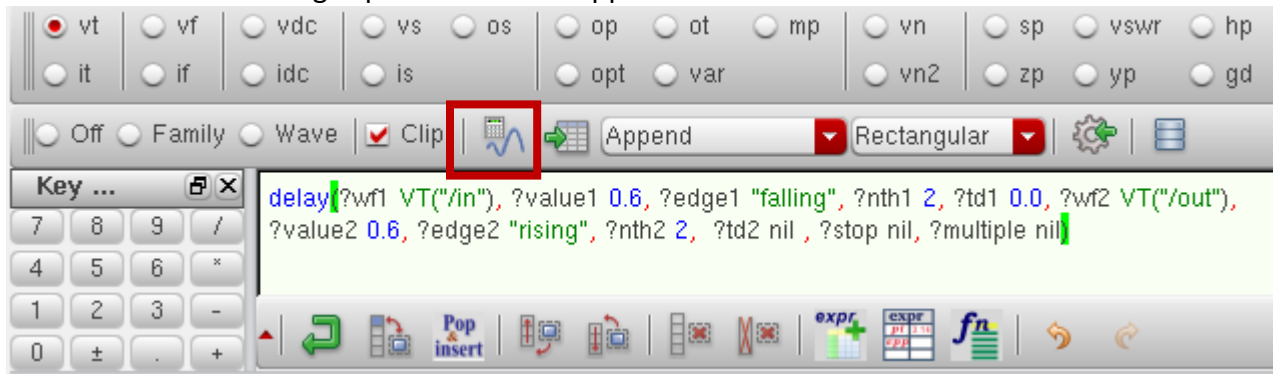 vt vf vdc vs os op ot mp vn sp vswr hp
it if idc is opt var vn2 zp yp gd
Off Family Wave Clip Append Rectangular
Key ...
delay(?wf1 VT("/in"), ?value1 0.6, ?edge1 "falling", ?nth1 2, ?td1 0.0, ?wf2 VT("/out"),
?value2 0.6, ?edge2 "rising", ?nth2 2, ?td2 nil , ?stop nil, ?multiple nil)
7 8 9 /
4 5 6 *
1 2 3 -
0 ± . +
Pop
&
insert
expr
expr
fn